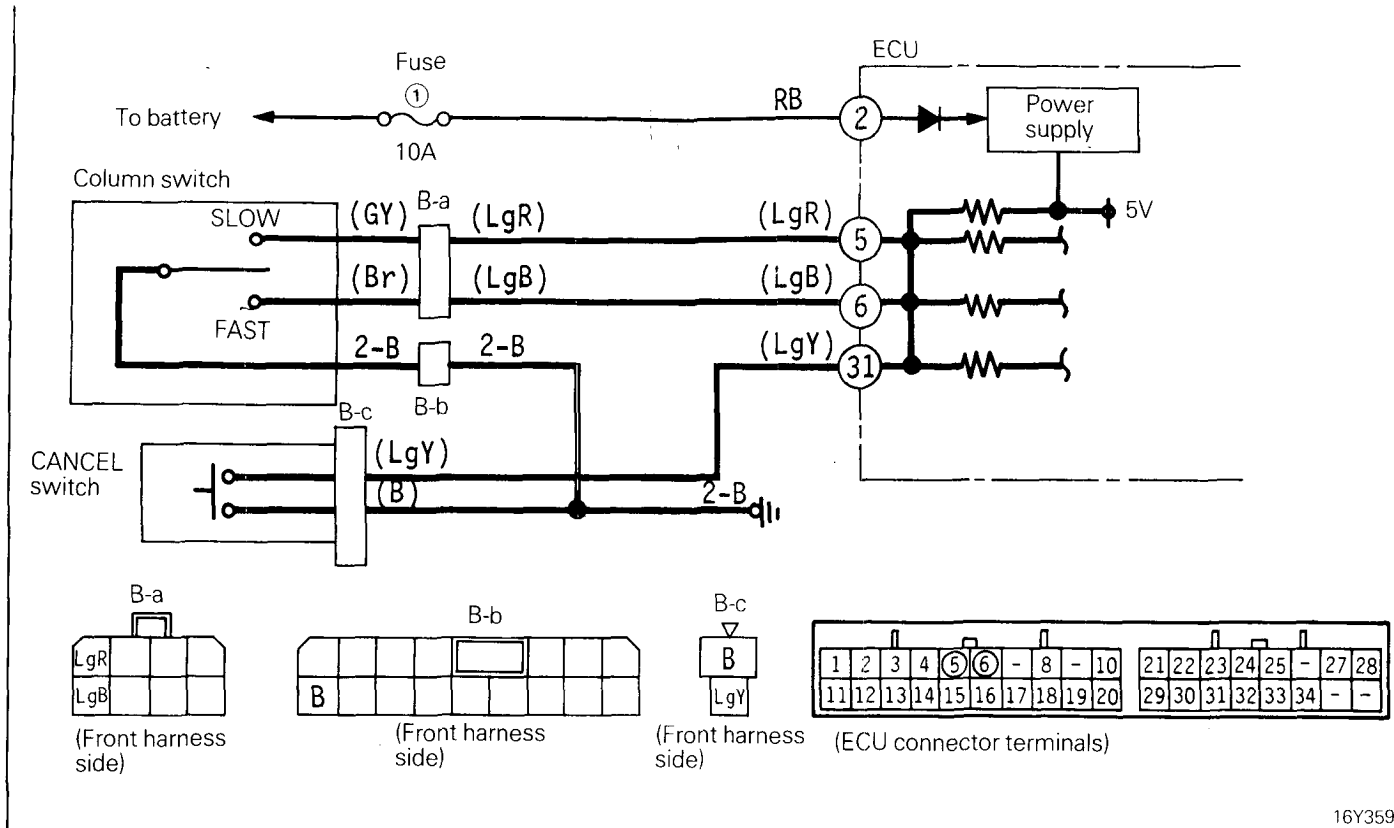 ECU
Fuse
①
To battery
10A
RB
2
Power
supply
5V
Column switch
SLOW
(GY)
B-a
(LgR)
(LgR)
5
(Br)
(LgB)
(LgB)
6
FAST
2-B
2-B
(LgY)
31
B-c
B-b
CANCEL
switch
(LgY)
(B)
2-B
B-a
LgR
LgB
(Front harness
side)
B-b
B
(Front harness
side)
B-c
B
LgY
(Front harness
side)
1 2 3 4 ⑤ ⑥ - 8 - 10
11 12 13 14 15 16 17 18 19 20
21 22 23 24 25 - 27 28
29 30 31 32 33 34 - -
(ECU connector terminals)
16Y359